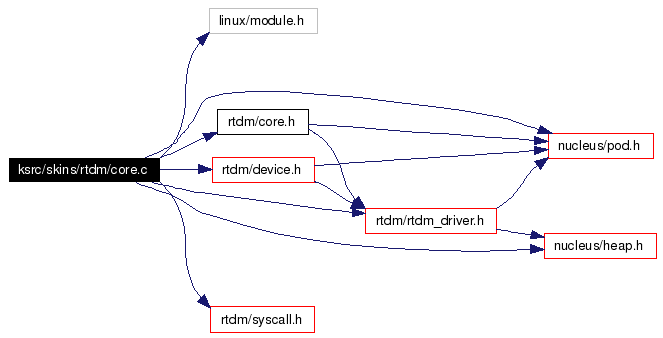 linux/module.h
rtdm/core.h
nucleus/pod.h
ksrc/skins/rtdm/core.c
rtdm/device.h
rtdm/rtdm_driver.h
nucleus/heap.h
rtdm/syscall.h